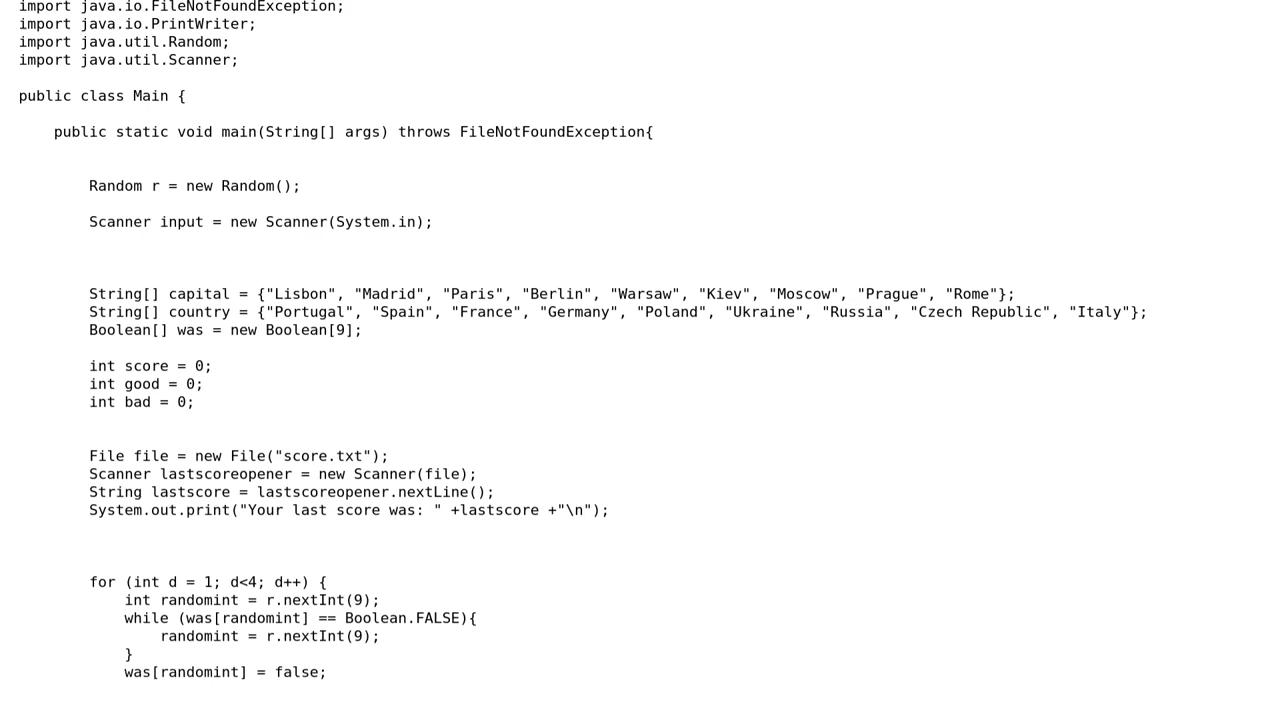 import java.io.FileNotFoundException;
import java.io.PrintWriter;
import java.util.Random;
import java.util.Scanner;

public class Main {

    public static void main(String[] args) throws FileNotFoundException{


        Random r = new Random();

        Scanner input = new Scanner(System.in);



        String[] capital = {"Lisbon", "Madrid", "Paris", "Berlin", "Warsaw", "Kiev", "Moscow", "Prague", "Rome"};
        String[] country = {"Portugal", "Spain", "France", "Germany", "Poland", "Ukraine", "Russia", "Czech Republic", "Italy"};
        Boolean[] was = new Boolean[9];

        int score = 0;
        int good = 0;
        int bad = 0;


        File file = new File("score.txt");
        Scanner lastscoreopener = new Scanner(file);
        String lastscore = lastscoreopener.nextLine();
        System.out.print("Your last score was: " +lastscore +"\n");



        for (int d = 1; d<4; d++) {
            int randomint = r.nextInt(9);
            while (was[randomint] == Boolean.FALSE){
                randomint = r.nextInt(9);
            }
            was[randomint] = false;